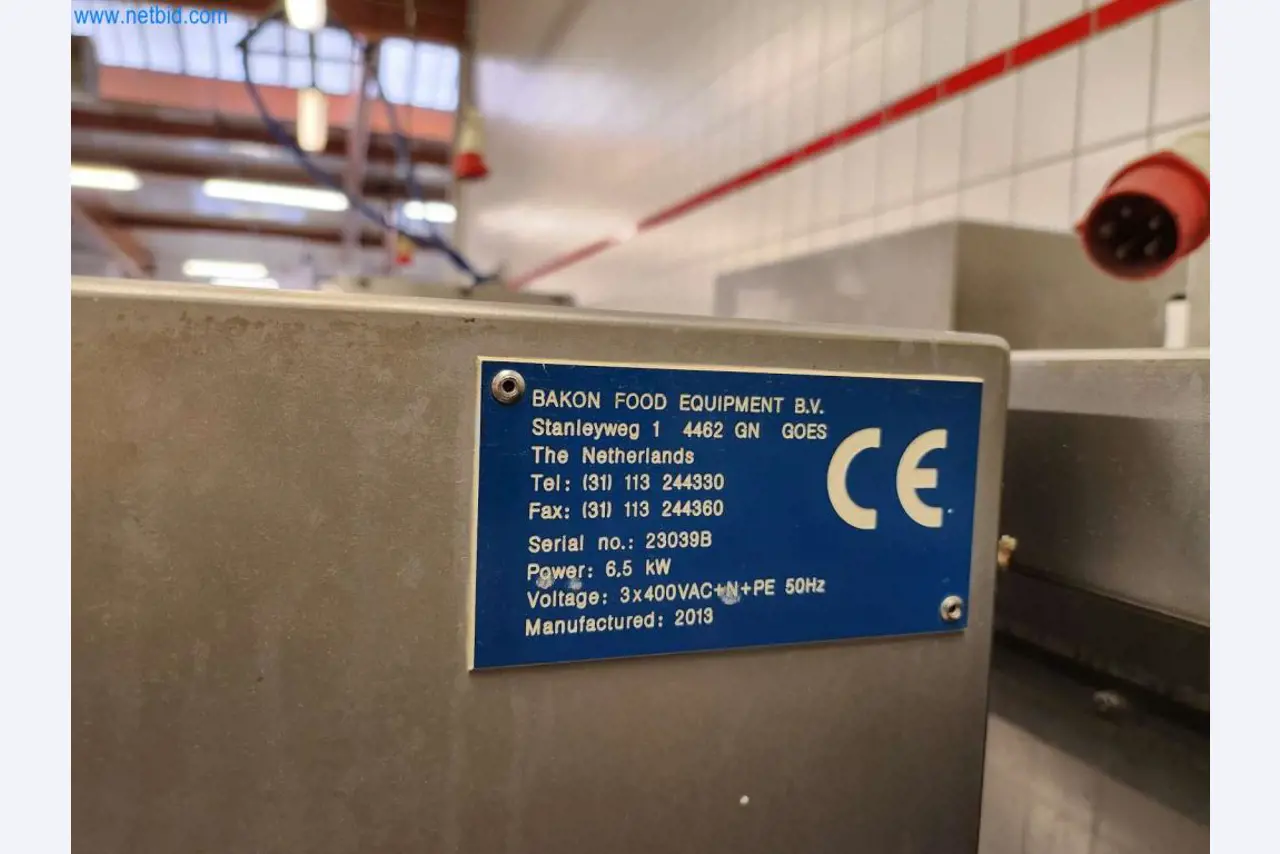 www.netbid.com
BAKON FOOD EQUIPMENT B.V.
Stanleyweg 1 4462 GN GOES
The Netherlands
Tel: (31) 113 244330
Fax: (31) 113 244360
Serial no.: 23039B
Power: 6,5 kW
Voltage: 3x400VAC+N+PE 50Hz
Manufactured: 2013
CE